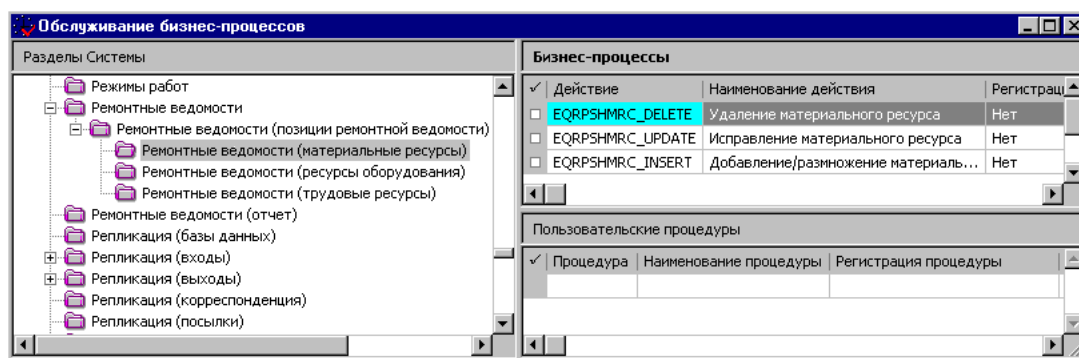 Обслуживание бизнес-процессов
Разделы Системы
Режимы работ
Ремонтные ведомости
Ремонтные ведомости (позиции ремонтной ведомости)
Ремонтные ведомости (материальные ресурсы)
Ремонтные ведомости (ресурсы оборудования)
Ремонтные ведомости (трудовые ресурсы)
Ремонтные ведомости (отчет)
Репликация (базы данных)
Репликация (входы)
Репликация (выходы)
Репликация (корреспонденция)
Репликация (посылки)
Бизнес-процессы
✓ Действие Наименование действия Регистраци
EQRPSHMRC_DELETE Удаление материального ресурса Нет
EQRPSHMRC_UPDATE Исправление материального ресурса Нет
EQRPSHMRC_INSERT Добавление/размножение материаль... Нет
Пользовательские процедуры
✓ Процедура Наименование процедуры Регистрация процедуры